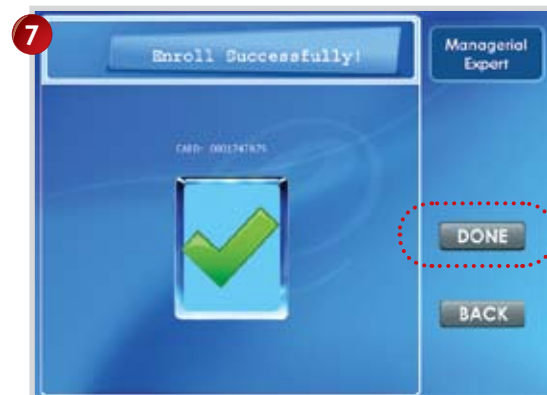 7
Enroll Successfully!
Managerial
Expert
DONE
BACK